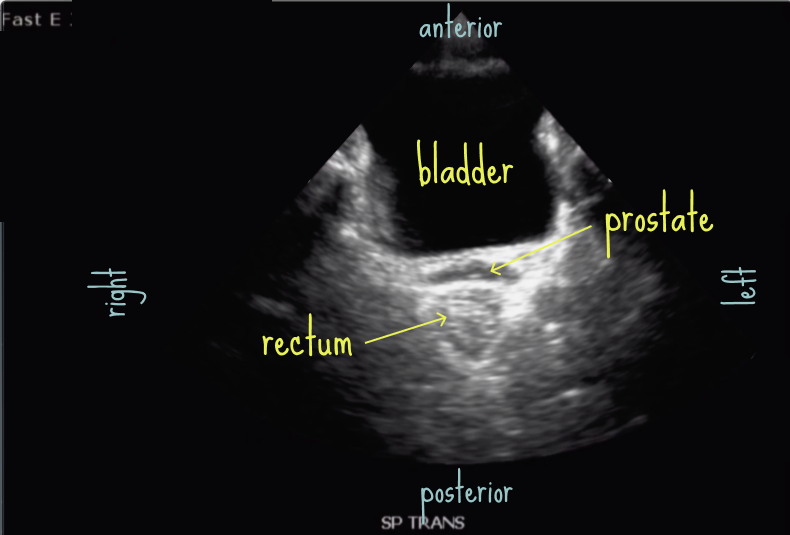 Fast E :
anterior
bladder
prostate
right
left
rectum
posterior
SP TRANS